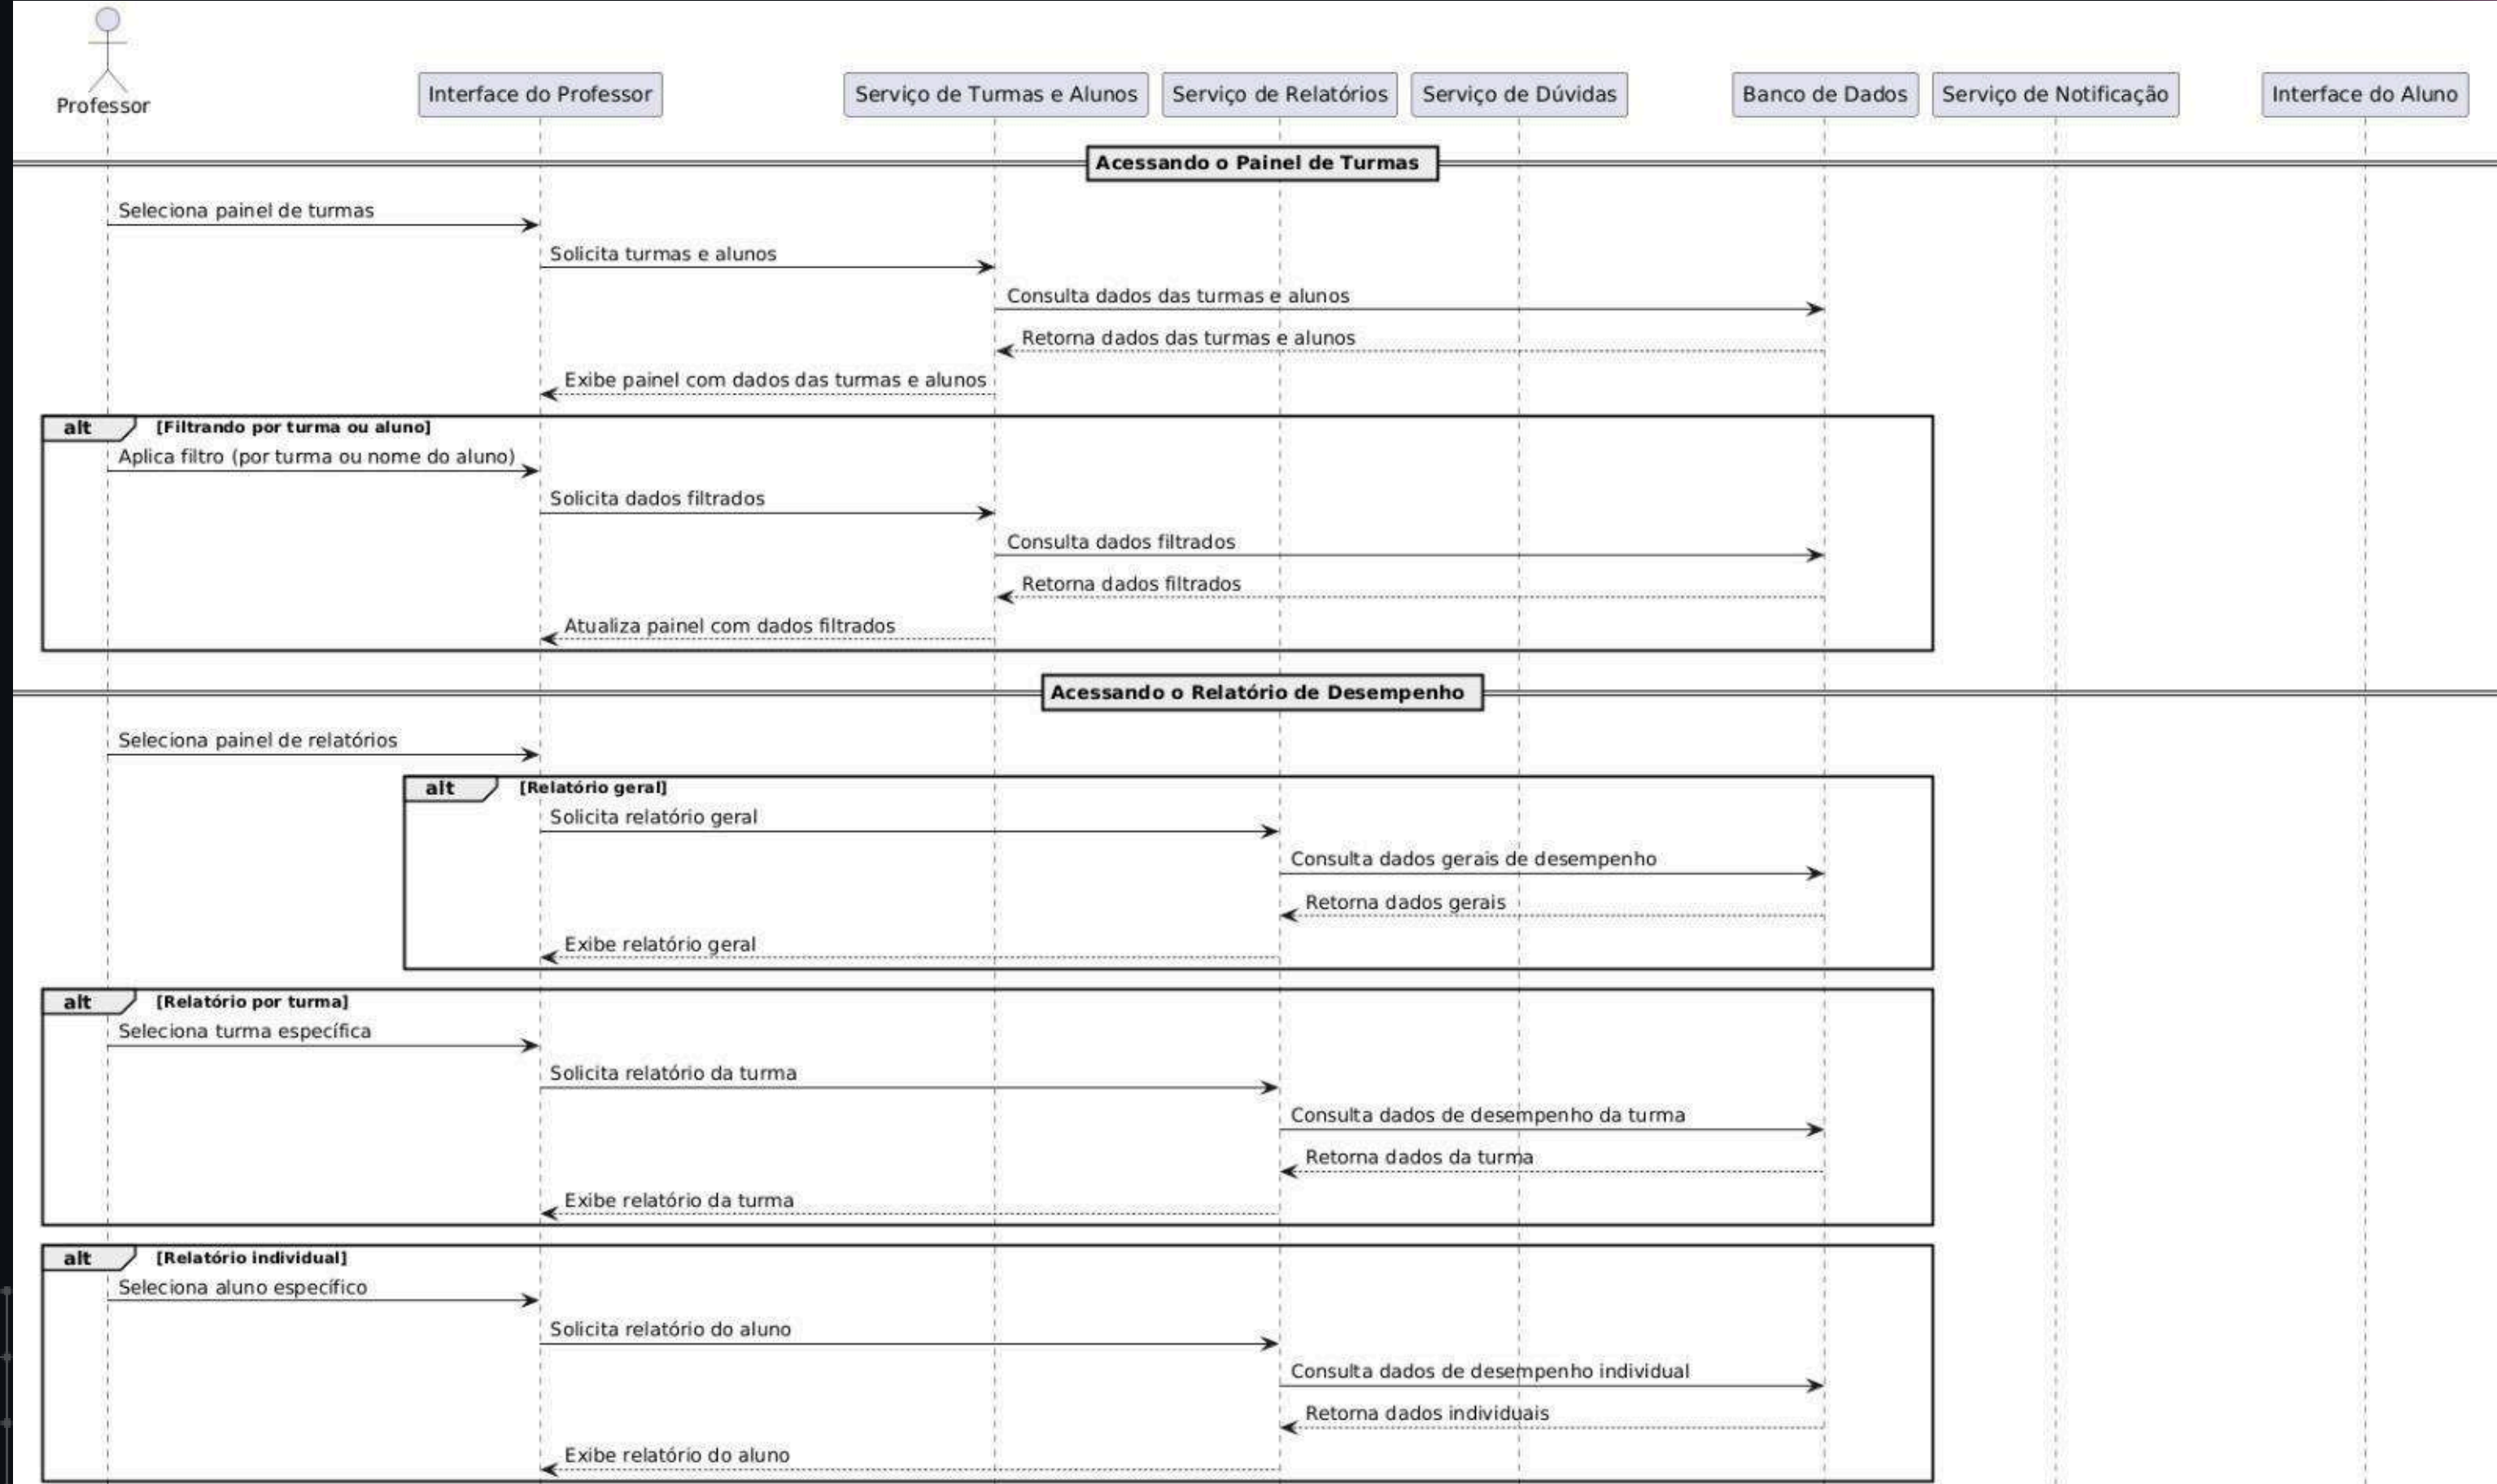 Professor
Interface do Professor
Serviço de Turmas e Alunos
Serviço de Relatórios
Serviço de Dúvidas
Banco de Dados
Serviço de Notificação
Interface do Aluno
Acessando o Painel de Turmas
Seleciona painel de turmas
Solicita turmas e alunos
Consulta dados das turmas e alunos
Retorna dados das turmas e alunos
Exibe painel com dados das turmas e alunos
alt [Filtrando por turma ou aluno]
Aplica filtro (por turma ou nome do aluno)
Solicita dados filtrados
Consulta dados filtrados
Retorna dados filtrados
Atualiza painel com dados filtrados
Acessando o Relatório de Desempenho
Seleciona painel de relatórios
alt [Relatório geral]
Solicita relatório geral
Consulta dados gerais de desempenho
Retorna dados gerais
Exibe relatório geral
alt [Relatório por turma]
Seleciona turma específica
Solicita relatório da turma
Consulta dados de desempenho da turma
Retorna dados da turma
Exibe relatório da turma
alt [Relatório individual]
Seleciona aluno específico
Solicita relatório do aluno
Consulta dados de desempenho individual
Retorna dados individuais
Exibe relatório do aluno